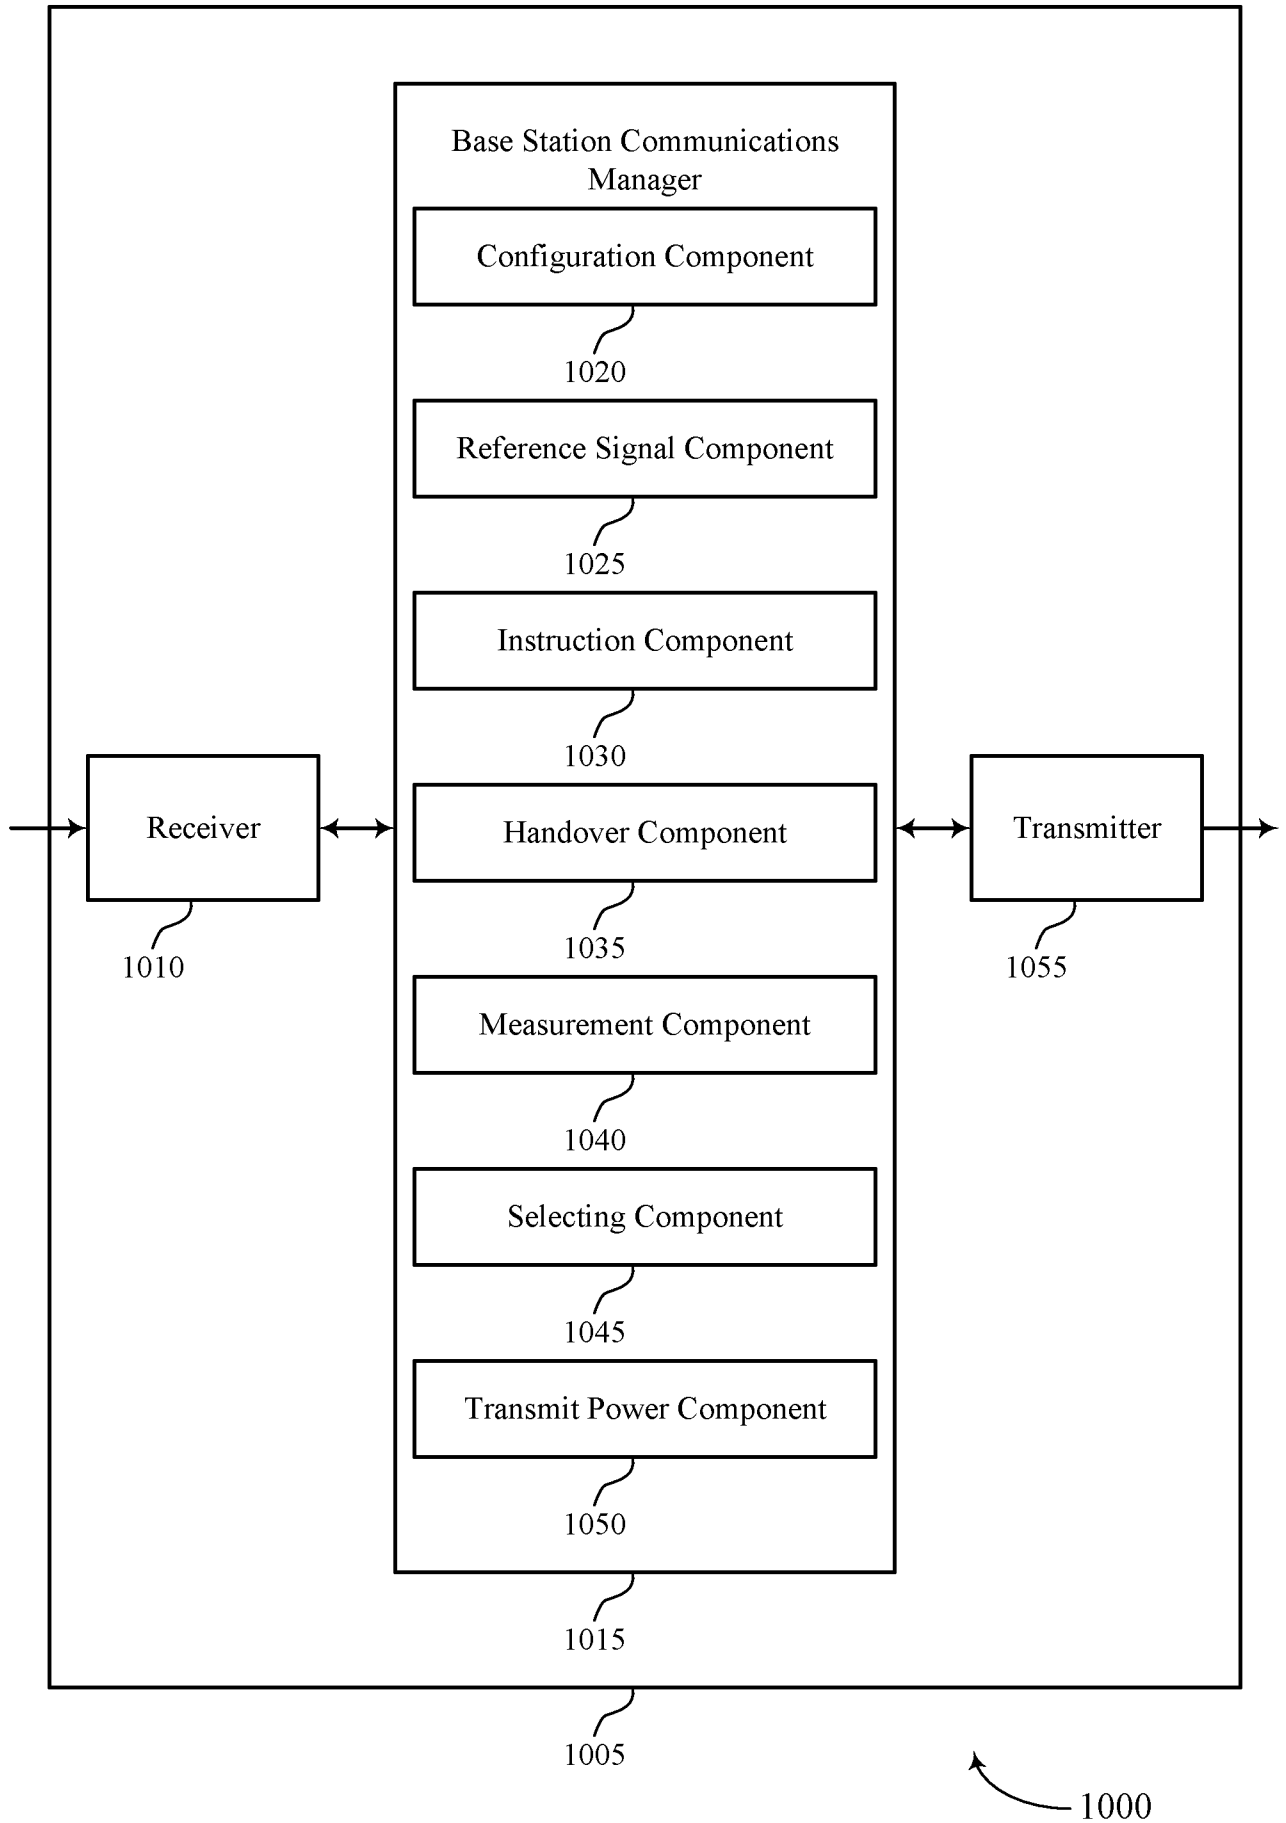 Base Station Communications
Manager
Configuration Component
1020
Reference Signal Component
1025
Instruction Component
1030
Receiver
1010
Handover Component
1035
Transmitter
1055
Measurement Component
1040
Selecting Component
1045
Transmit Power Component
1050
1015
1005
1000